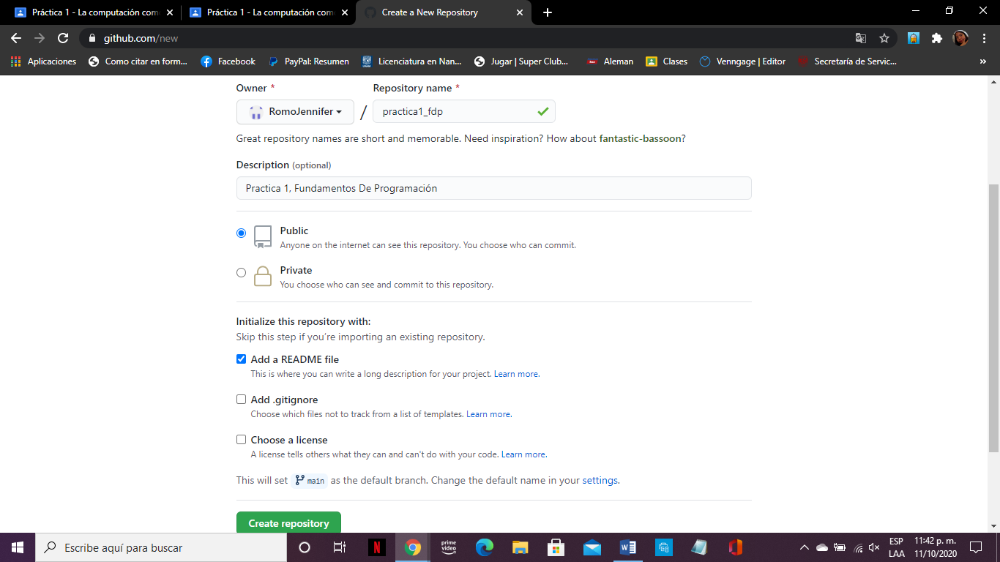 Práctica 1 - La computación com
Práctica 1 - La computación com
Create a New Repository
github.com/new
Aplicaciones
Como citar en form...
Facebook
PayPal: Resumen
Licenciatura en Nan...
Jugar | Super Club...
Aleman
Clases
Venngage | Editor
Secretaría de Servic...
»
Owner *
Repository name *
RomoJennifer
/
practica1_fdp
Great repository names are short and memorable. Need inspiration? How about fantastic-bassoon?
Description (optional)
Practica 1, Fundamentos De Programación
Public
Anyone on the internet can see this repository. You choose who can commit.
Private
You choose who can see and commit to this repository.
Initialize this repository with:
Skip this step if you're importing an existing repository.
Add a README file
This is where you can write a long description for your project. Learn more.
Add .gitignore
Choose which files not to track from a list of templates. Learn more.
Choose a license
A license tells others what they can and can't do with your code. Learn more.
This will set main as the default branch. Change the default name in your settings.
Create repository
Escribe aquí para buscar
N
prime video
W
ESP
LAA
11:42 p. m.
11/10/2020